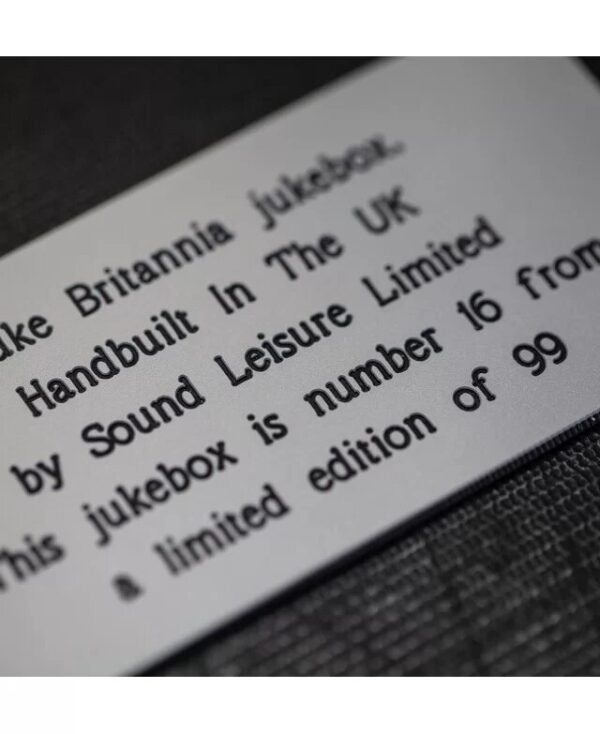 uke Britannia jukebox.
Handbuilt In The UK
by Sound Leisure Limited
This jukebox is number 16 from
a limited edition of 99